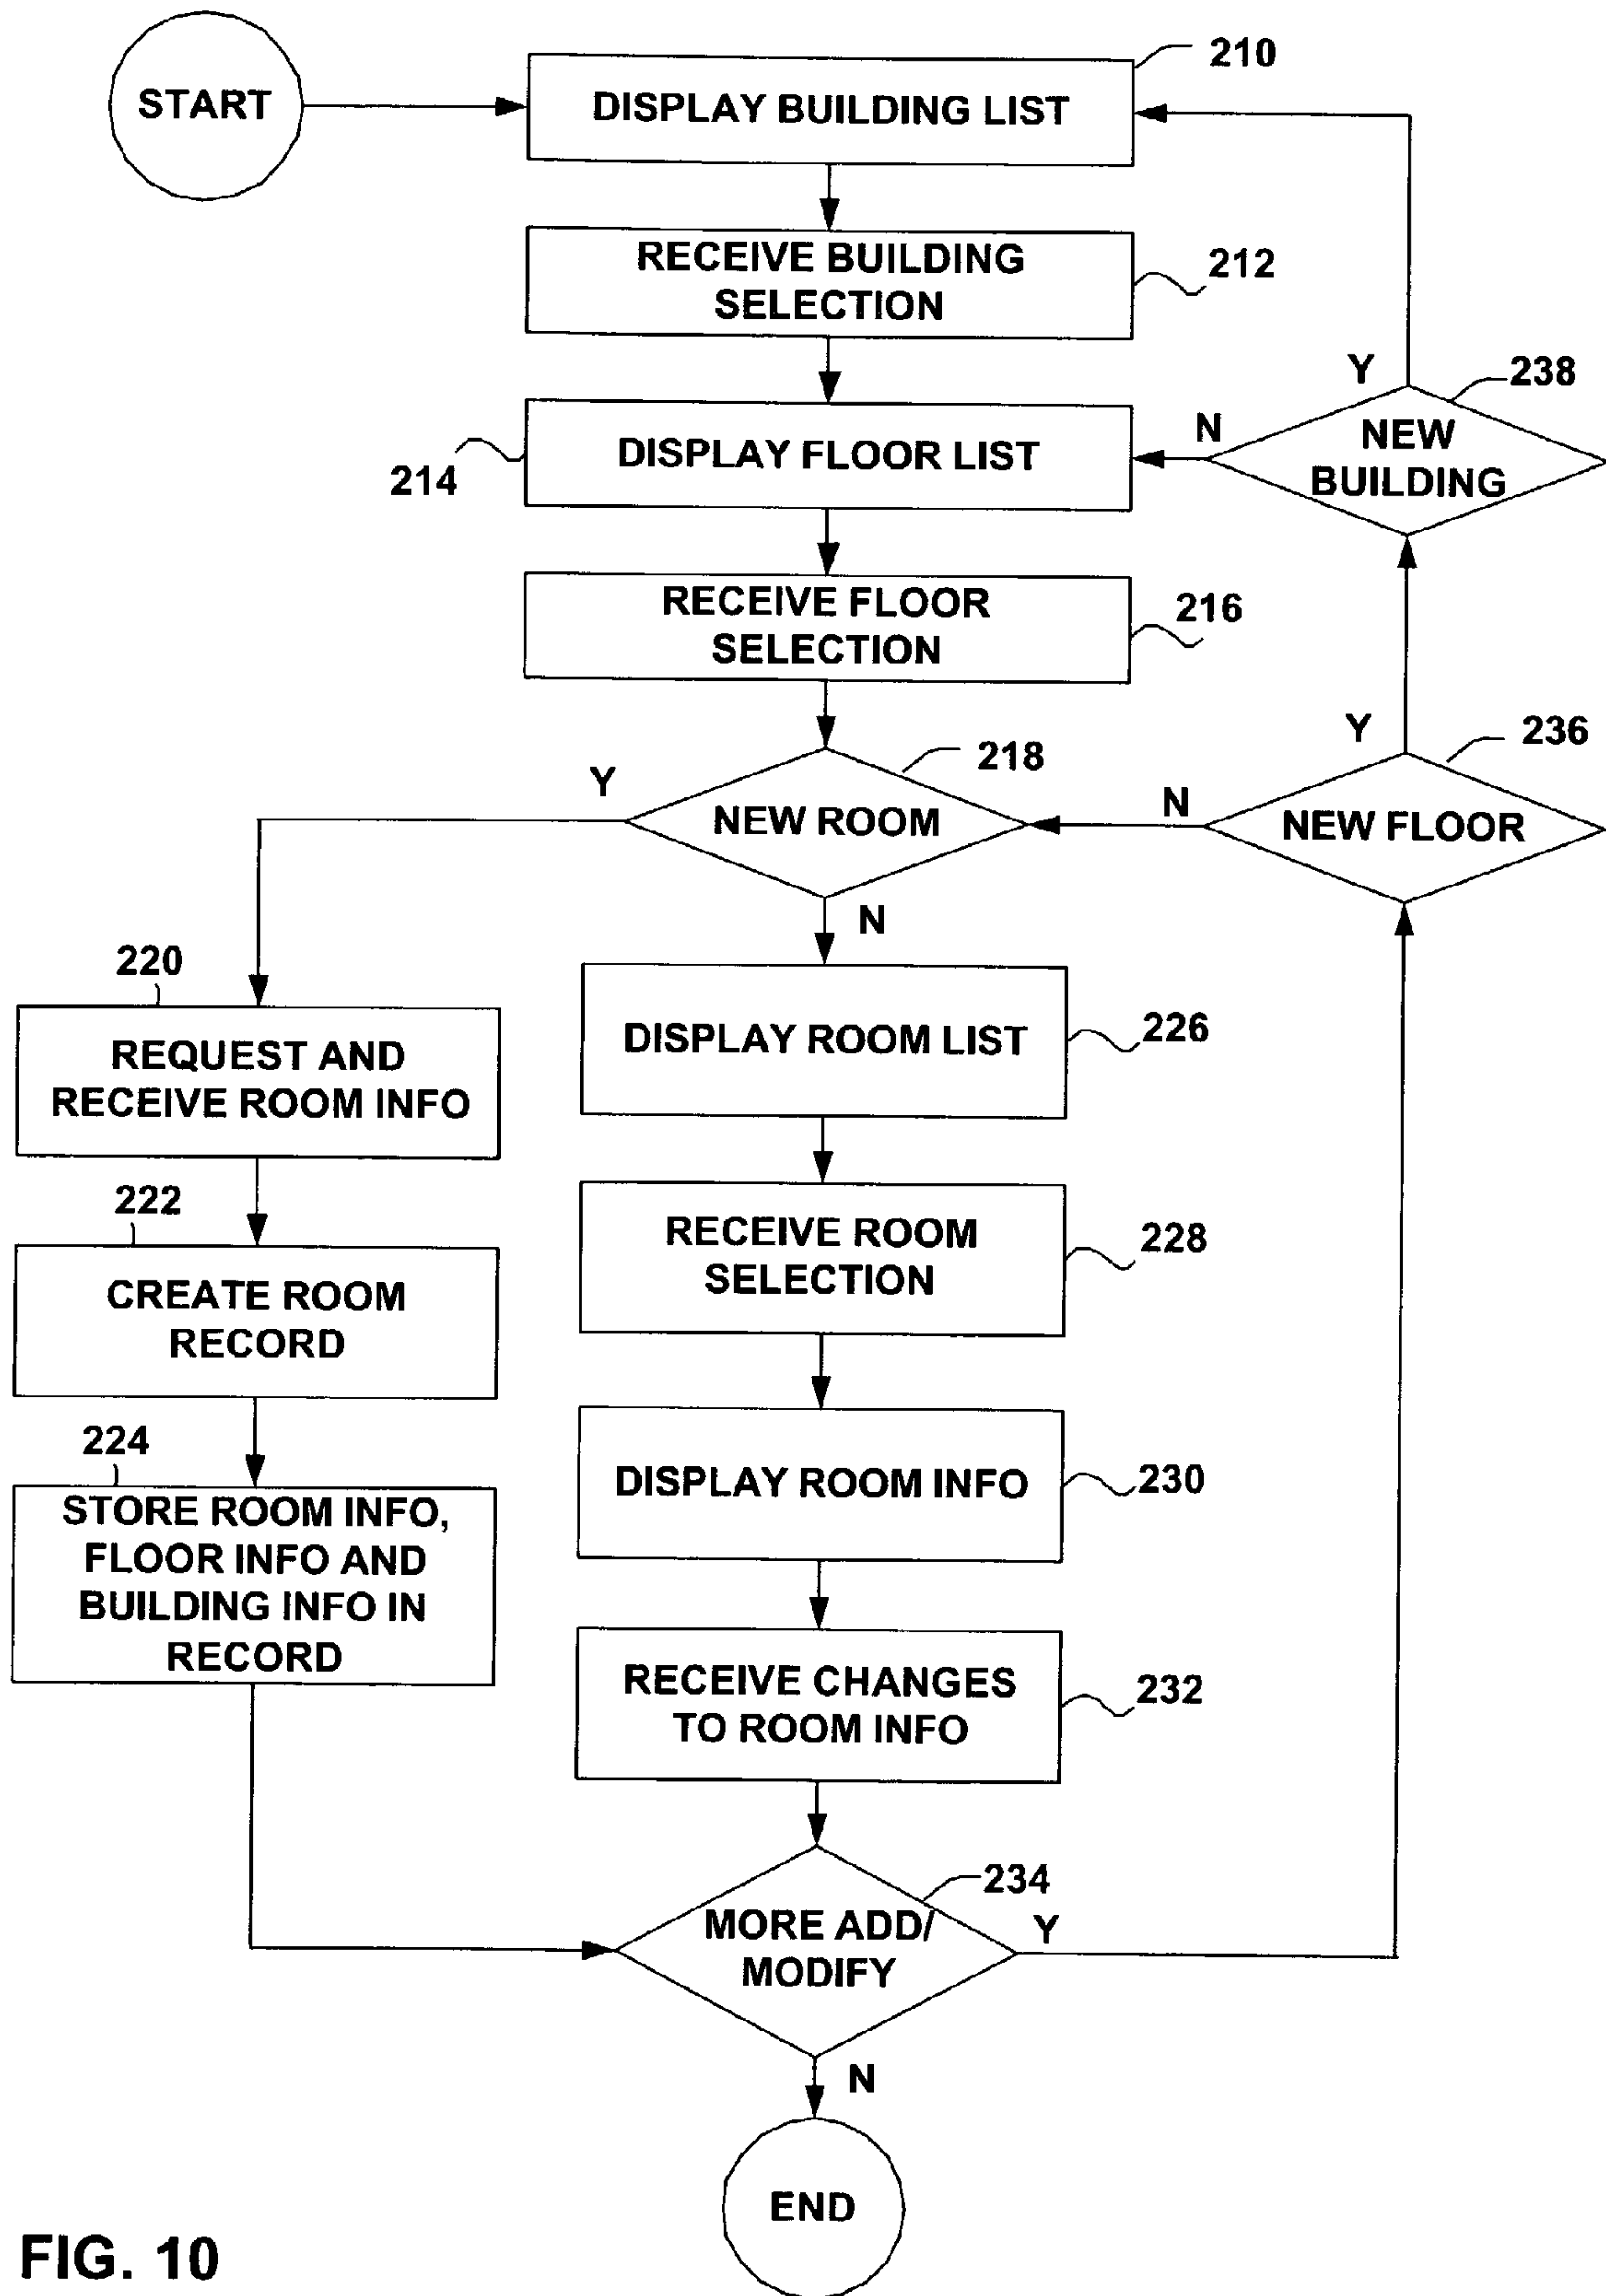 START
210
DISPLAY BUILDING LIST
RECEIVE BUILDING
SELECTION
212
Y
238
NEW
BUILDING
N
DISPLAY FLOOR LIST
214
RECEIVE FLOOR
SELECTION
216
Y
236
NEW FLOOR
N
218
Y
NEW ROOM
N
220
REQUEST AND
RECEIVE ROOM INFO
DISPLAY ROOM LIST
226
222
CREATE ROOM
RECORD
RECEIVE ROOM
SELECTION
228
224
STORE ROOM INFO,
FLOOR INFO AND
BUILDING INFO IN
RECORD
DISPLAY ROOM INFO
230
RECEIVE CHANGES
TO ROOM INFO
232
234
MORE ADD/
MODIFY
Y
N
END
FIG. 10